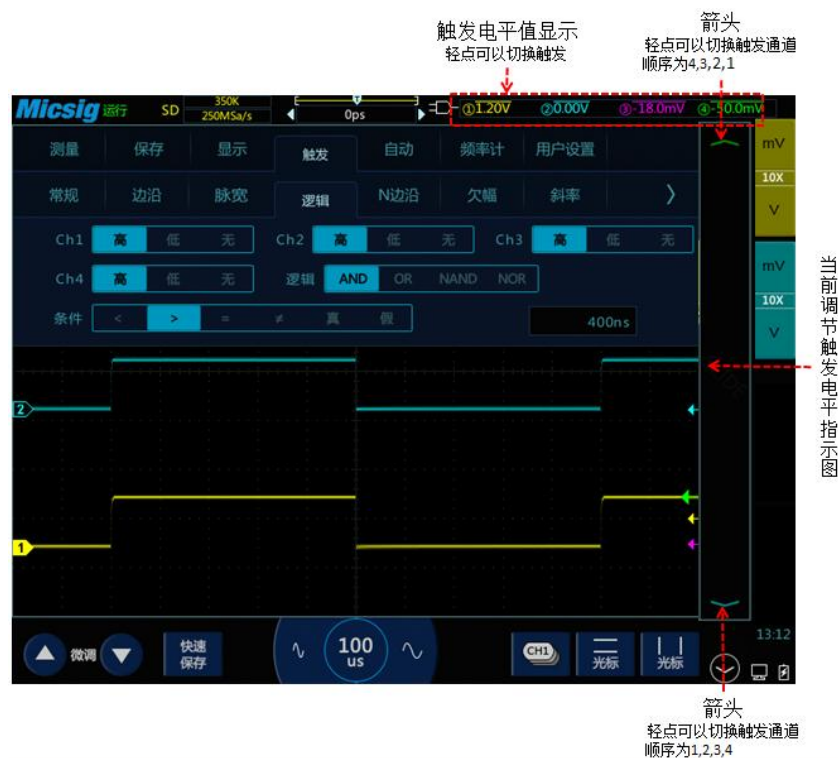 触发电平值显示
轻点可以切换触发
箭头
轻点可以切换触发通道
顺序为4,3,2,1
Micsig 运行 SD 350K 250MSa/s 0ps ①1.20V ②0.00V ③-18.0mV ④-50.0mV
测量 保存 显示 触发 自动 频率计 用户设置
常规 边沿 脉宽 逻辑 N边沿 欠幅 斜率
Ch1 高 低 无 Ch2 高 低 无 Ch3 高 低 无
Ch4 高 低 无 逻辑 AND OR NAND NOR
条件 < > = ≠ 真 假 400ns
mV
10X
V
mV
10X
V
当前调节触发电平指示图
2
1
微调 快速保存 100 us CH1 光标 光标
13:12
箭头
轻点可以切换触发通道
顺序为1,2,3,4